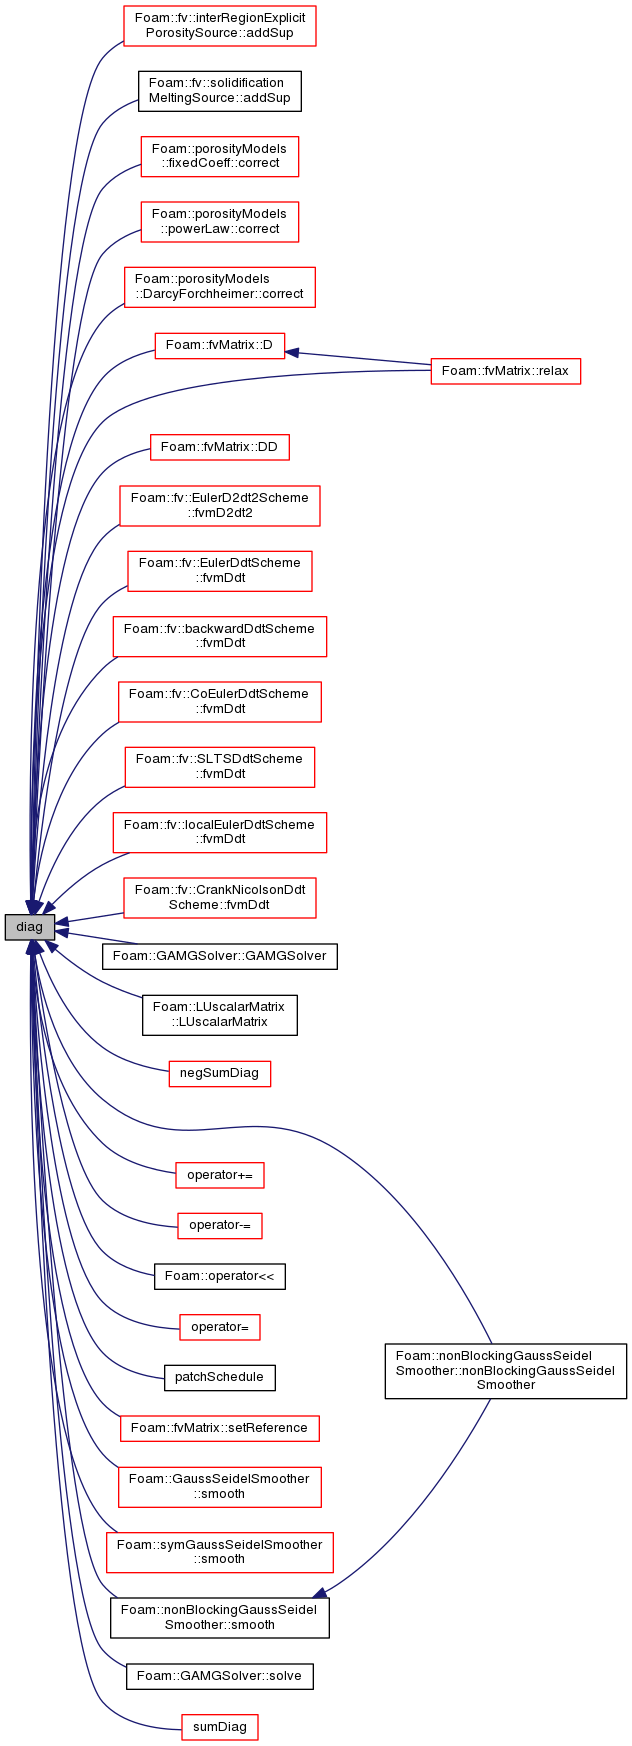 Foam::fv::interRegionExplicit
PorositySource::addSup
Foam::fv::solidification
MeltingSource::addSup
Foam::porosityModels
::fixedCoeff::correct
Foam::porosityModels
::powerLaw::correct
Foam::porosityModels
::DarcyForchheimer::correct
Foam::fvMatrix::D
Foam::fvMatrix::relax
Foam::fvMatrix::DD
Foam::fv::EulerD2dt2Scheme
::fvmD2dt2
Foam::fv::EulerDdtScheme
::fvmDdt
Foam::fv::backwardDdtScheme
::fvmDdt
Foam::fv::CoEulerDdtScheme
::fvmDdt
Foam::fv::SLTSDdtScheme
::fvmDdt
Foam::fv::localEulerDdtScheme
::fvmDdt
Foam::fv::CrankNicolsonDdt
Scheme::fvmDdt
diag
Foam::GAMGSolver::GAMGSolver
Foam::LUscalarMatrix
::LUscalarMatrix
negSumDiag
operator+=
operator-=
Foam::operator<<
operator=
patchSchedule
Foam::nonBlockingGaussSeidel
Smoother::nonBlockingGaussSeidel
Smoother
Foam::fvMatrix::setReference
Foam::GaussSeidelSmoother
::smooth
Foam::symGaussSeidelSmoother
::smooth
Foam::nonBlockingGaussSeidel
Smoother::smooth
Foam::GAMGSolver::solve
sumDiag